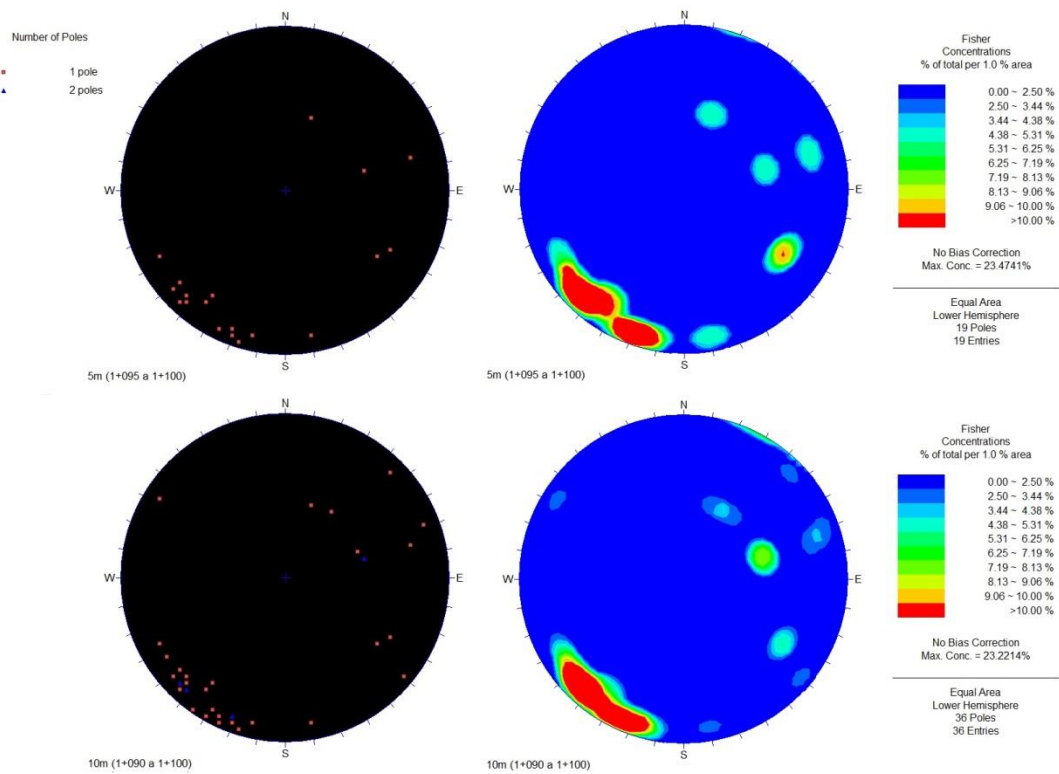 Number of Poles
1 pole
2 poles
N
W
E
S
5m (1+095 a 1+100)
N
W
E
S
5m (1+095 a 1+100)
Fisher
Concentrations
% of total per 1.0 % area
0.00 ~ 2.50 %
2.50 ~ 3.44 %
3.44 ~ 4.38 %
4.38 ~ 5.31 %
5.31 ~ 6.25 %
6.25 ~ 7.19 %
7.19 ~ 8.13 %
8.13 ~ 9.06 %
9.06 ~ 10.00 %
>10.00 %
No Bias Correction
Max. Conc. = 23.4741%
Equal Area
Lower Hemisphere
19 Poles
19 Entries
N
W
E
S
10m (1+090 a 1+100)
N
W
E
S
10m (1+090 a 1+100)
Fisher
Concentrations
% of total per 1.0 % area
0.00 ~ 2.50 %
2.50 ~ 3.44 %
3.44 ~ 4.38 %
4.38 ~ 5.31 %
5.31 ~ 6.25 %
6.25 ~ 7.19 %
7.19 ~ 8.13 %
8.13 ~ 9.06 %
9.06 ~ 10.00 %
>10.00 %
No Bias Correction
Max. Conc. = 23.2214%
Equal Area
Lower Hemisphere
36 Poles
36 Entries